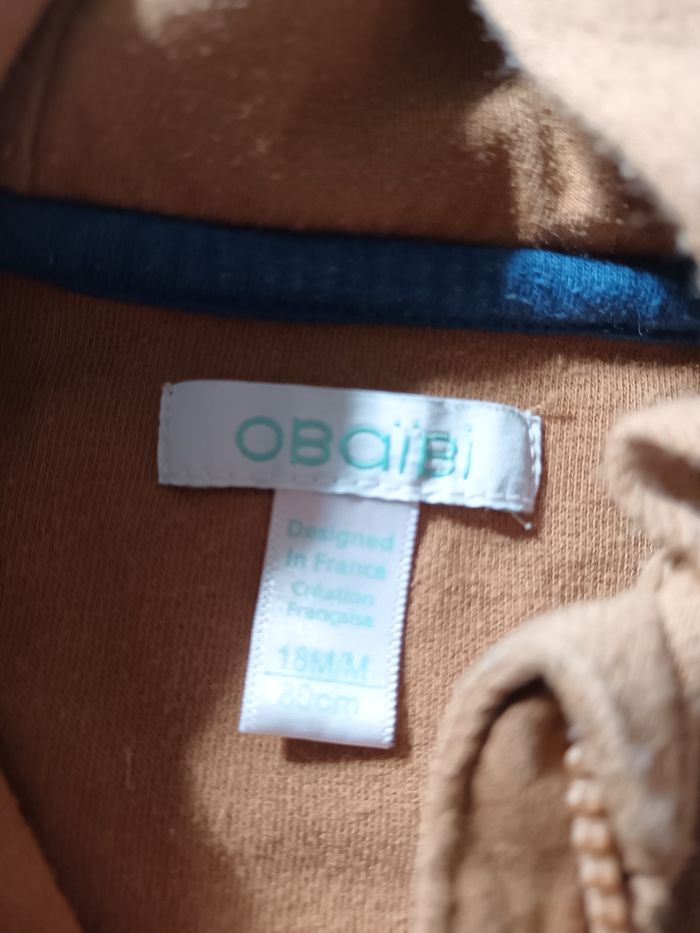 OBaïBi
Designed
In France
Création
Française
18M/M
80cm